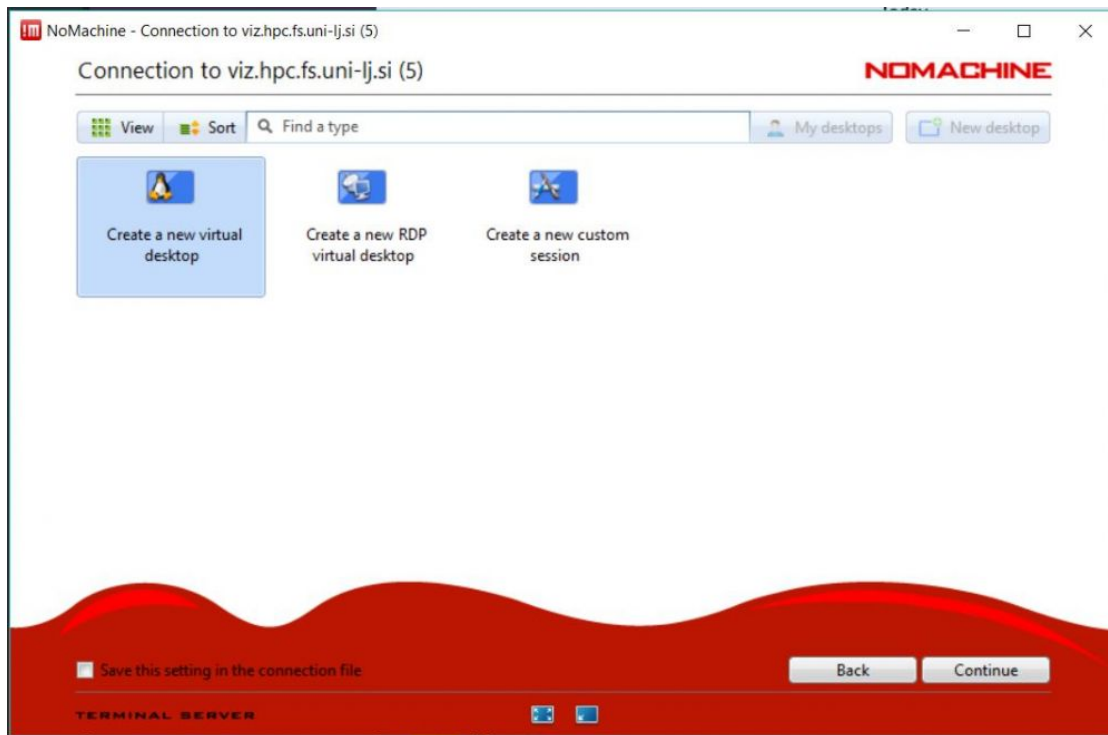 NoMachine - Connection to viz.hpc.fs.uni-lj.si (5)
Connection to viz.hpc.fs.uni-lj.si (5)
NOMACHINE
View
Sort
Find a type
My desktops
New desktop
Create a new virtual
desktop
Create a new RDP
virtual desktop
Create a new custom
session
Save this setting in the connection file
Back
Continue
TERMINAL SERVER